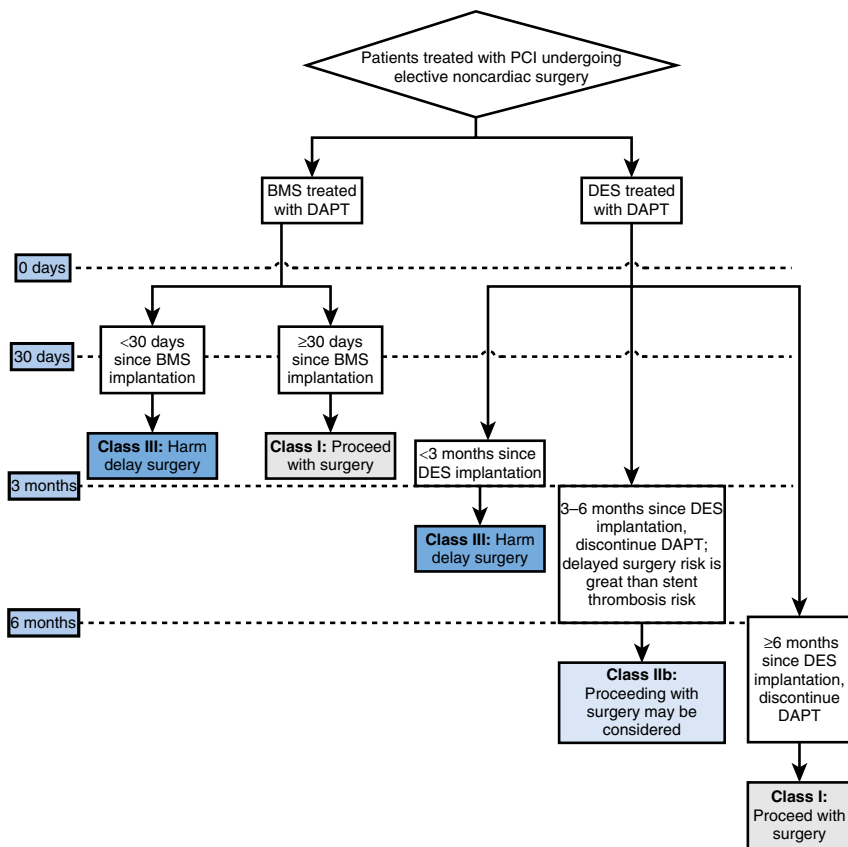 Patients treated with PCI undergoing
elective noncardiac surgery
BMS treated
with DAPT
DES treated
with DAPT
0 days
30 days
<30 days
since BMS
implantation
≥30 days
since BMS
implantation
Class III: Harm
delay surgery
Class I: Proceed
with surgery
<3 months since
DES implantation
3 months
3–6 months since DES
implantation,
discontinue DAPT;
delayed surgery risk is
great than stent
thrombosis risk
Class III: Harm
delay surgery
6 months
≥6 months
since DES
implantation,
discontinue
DAPT
Class IIb:
Proceeding with
surgery may be
considered
Class I:
Proceed with
surgery